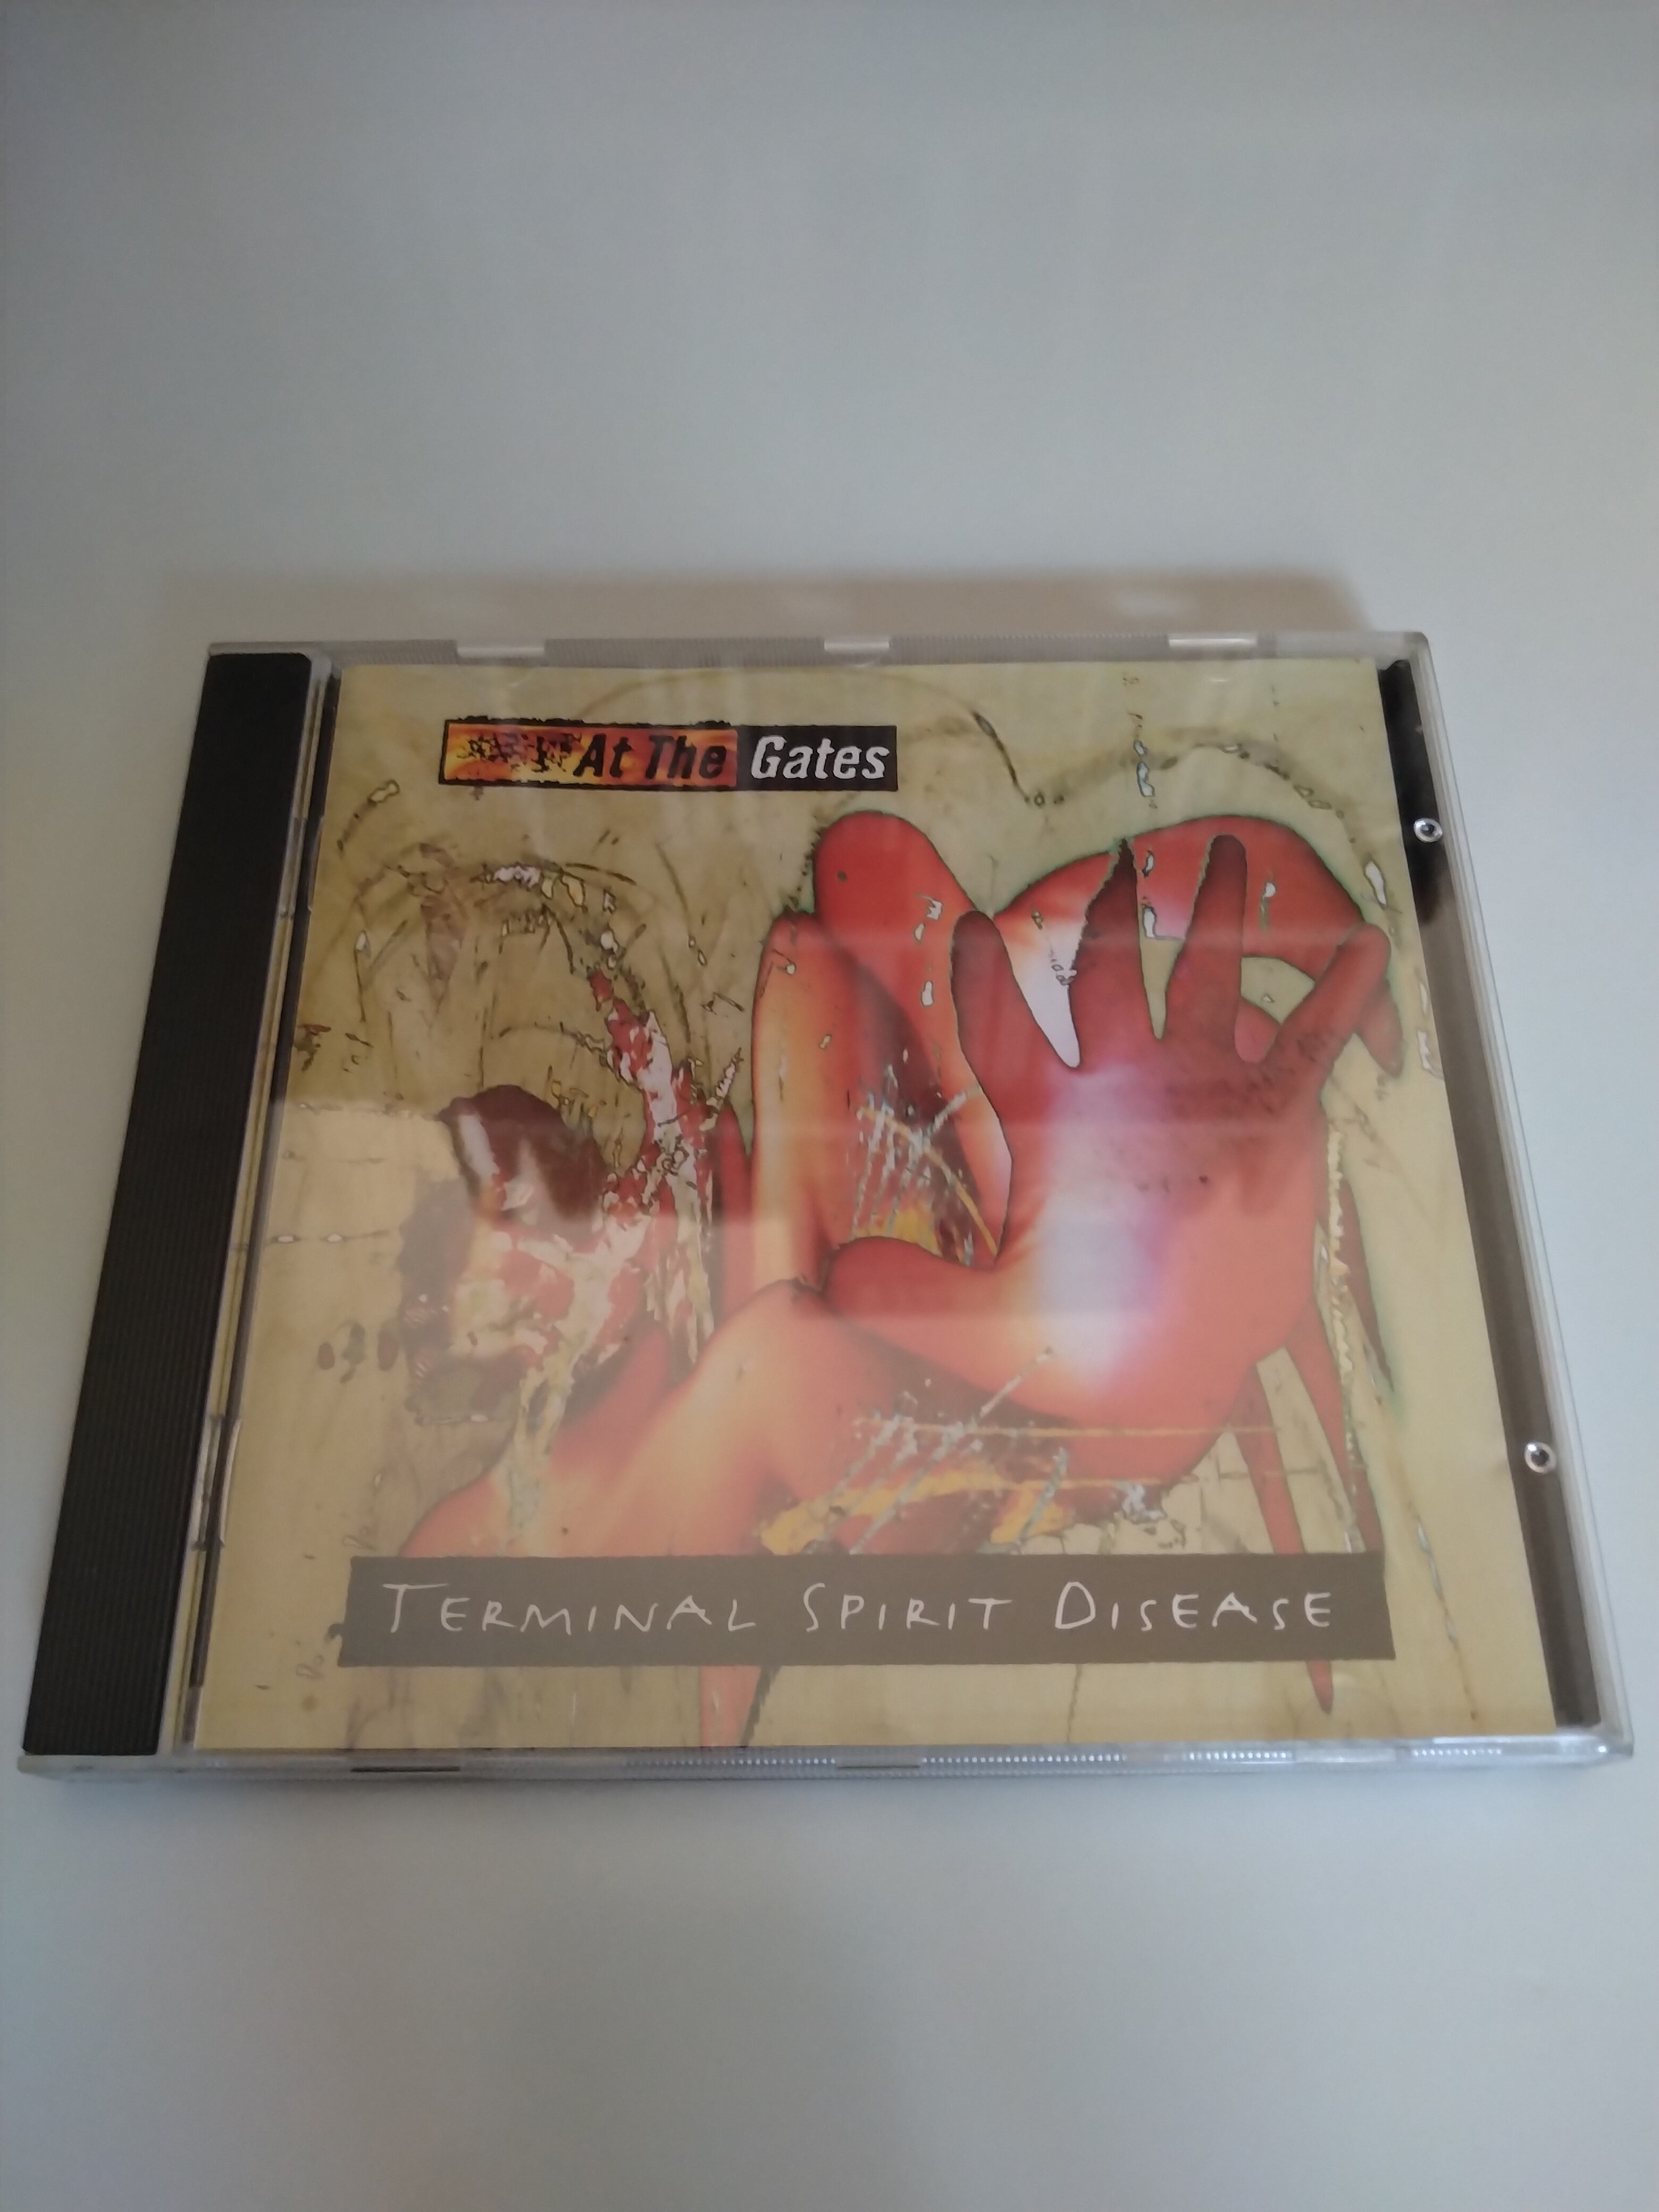 At The Gates
TERMINAL SPIRIT DISEASE